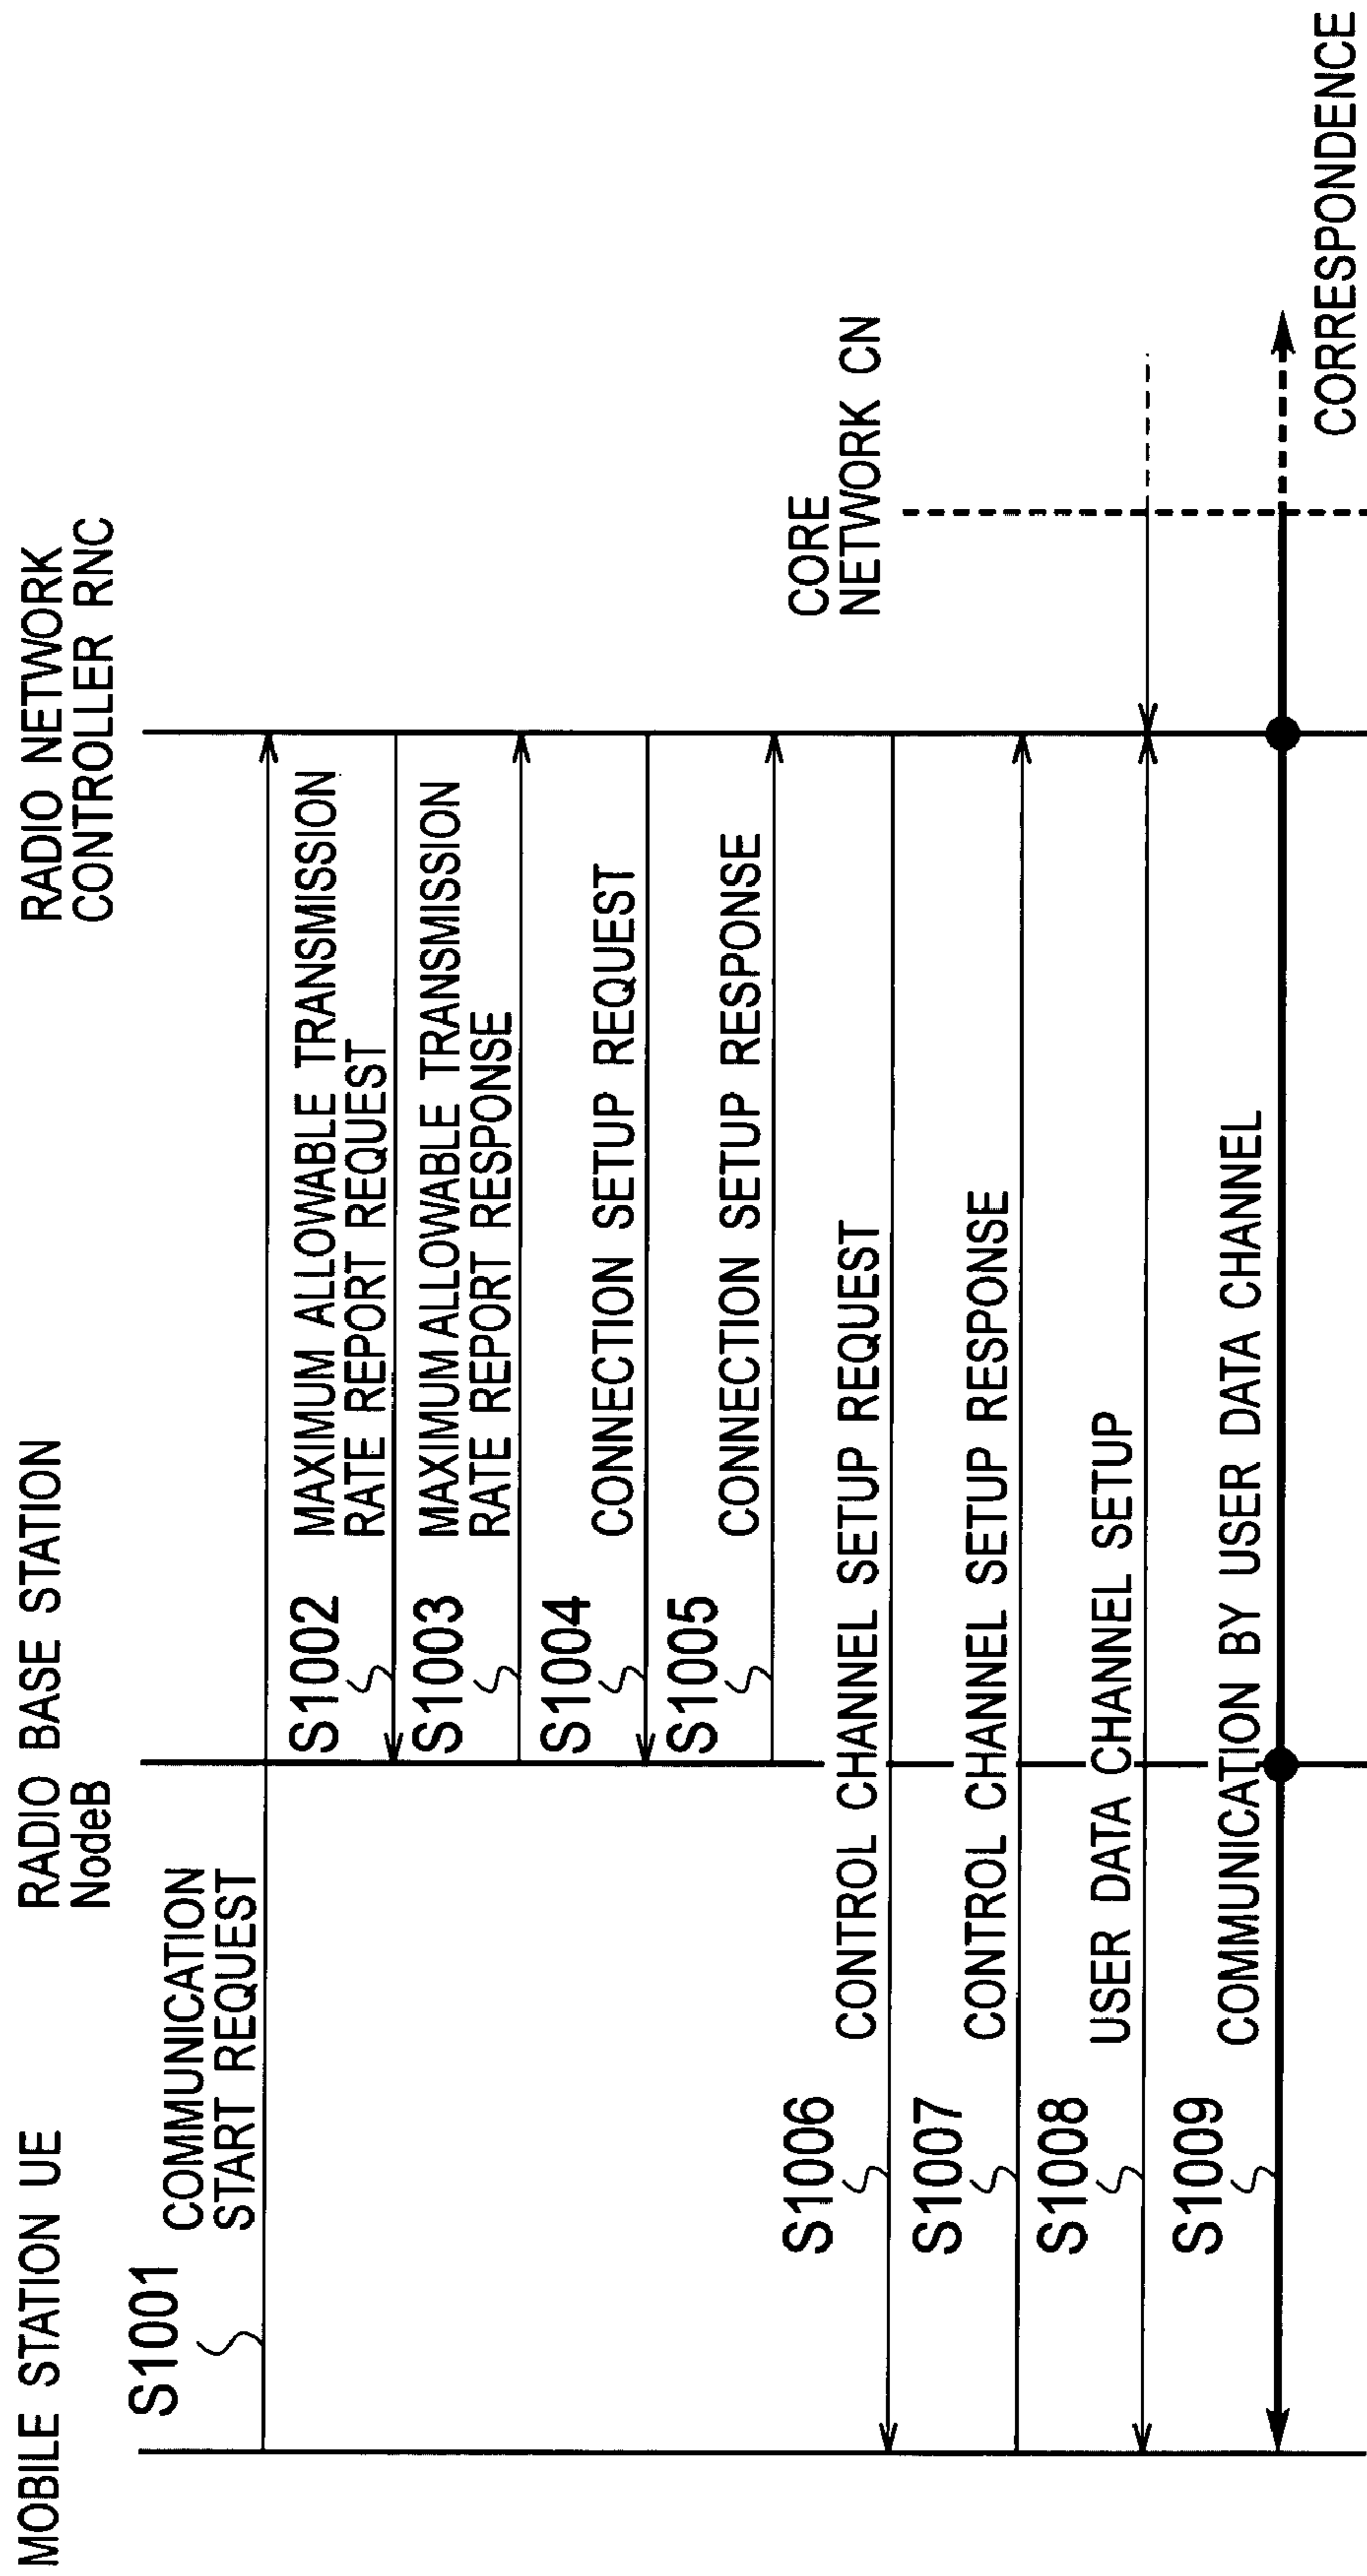 MOBILE STATION UE
RADIO BASE STATION
NodeB
RADIO NETWORK
CONTROLLER RNC
S1001
COMMUNICATION
START REQUEST
S1002
MAXIMUM ALLOWABLE TRANSMISSION
RATE REPORT REQUEST
S1003
MAXIMUM ALLOWABLE TRANSMISSION
RATE REPORT RESPONSE
S1004
CONNECTION SETUP REQUEST
S1005
CONNECTION SETUP RESPONSE
CORE
NETWORK CN
S1006
CONTROL CHANNEL SETUP REQUEST
S1007
CONTROL CHANNEL SETUP RESPONSE
S1008
USER DATA CHANNEL SETUP
S1009
COMMUNICATION BY USER DATA CHANNEL
CORRESPONDENCE